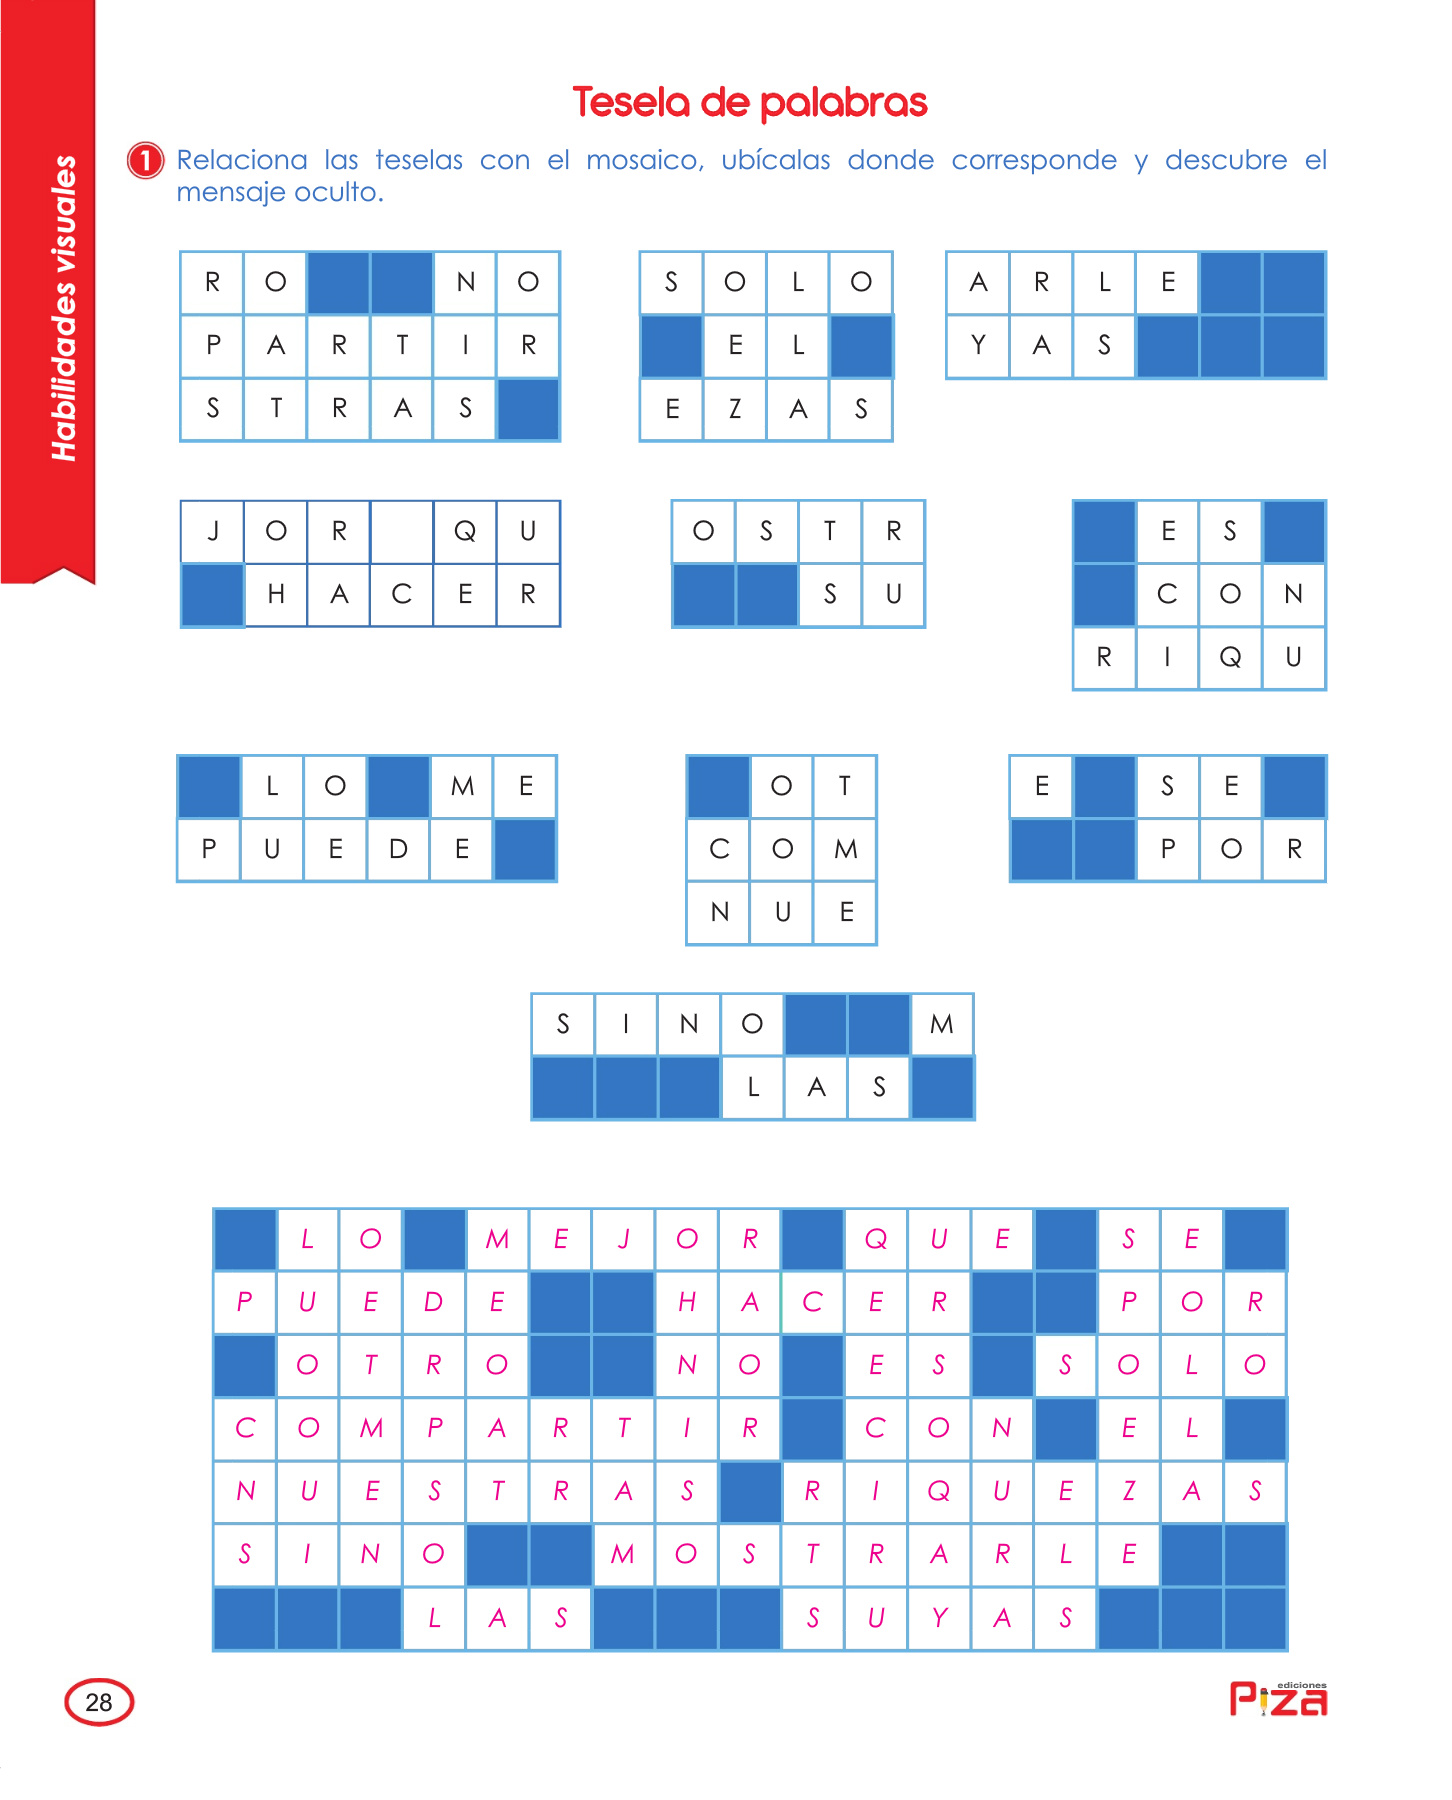 Habilidades visuales
Tesela de palabras
1 Relaciona las teselas con el mosaico, ubícalas donde corresponde y descubre el
mensaje oculto.
R O N O
P A R T I R
S T R A S
S O L O
E L
E Z A S
A R L E
Y A S
J O R Q U
H A C E R
O S T R
S U
E S
C O N
R I Q U
L O M E
P U E D E
O T
C O M
N U E
E S E
P O R
S I N O M
L A S
L O M E J O R Q U E S E
P U E D E H A C E R P O R
O T R O N O E S S O L O
C O M P A R T I R C O N E L
N U E S T R A S R I Q U E Z A S
S I N O M O S T R A R L E
L A S S U Y A S
28
ediciones
Piza